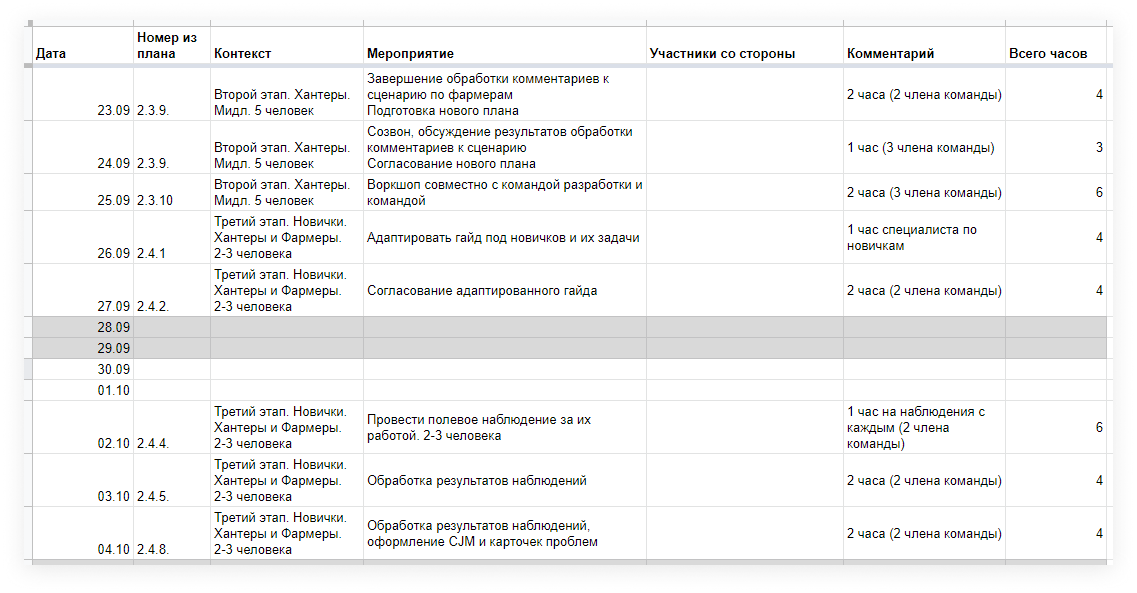 Дата
Номер из
плана
Контекст
Мероприятие
Участники со стороны
Комментарий
Всего часов
23.09
2.3.9.
Второй этап. Хантеры.
Мидл. 5 человек
Завершение обработки комментариев к
сценарию по фармерам
Подготовка нового плана
2 часа (2 члена команды)
4
24.09
2.3.9.
Второй этап. Хантеры.
Мидл. 5 человек
Созвон, обсуждение результатов обработки
комментариев к сценарию
Согласование нового плана
1 час (3 члена команды)
3
25.09
2.3.10
Второй этап. Хантеры.
Мидл. 5 человек
Воркшоп совместно с командой разработки и
командой
2 часа (3 члена команды)
6
26.09
2.4.1
Третий этап. Новички.
Хантеры и Фармеры.
2-3 человека
Адаптировать гайд под новичков и их задачи
1 час специалиста по
новичкам
4
27.09
2.4.2.
Третий этап. Новички.
Хантеры и Фармеры.
2-3 человека
Согласование адаптированного гайда
2 часа (2 члена команды)
4
28.09
29.09
30.09
01.10
02.10
2.4.4.
Третий этап. Новички.
Хантеры и Фармеры.
2-3 человека
Провести полевое наблюдение за их
работой. 2-3 человека
1 час на наблюдения с
каждым (2 члена
команды)
6
03.10
2.4.5.
Третий этап. Новички.
Хантеры и Фармеры.
2-3 человека
Обработка результатов наблюдений
2 часа (2 члена команды)
4
04.10
2.4.8.
Третий этап. Новички.
Хантеры и Фармеры.
2-3 человека
Обработка результатов наблюдений,
оформление CJM и карточек проблем
2 часа (2 члена команды)
4